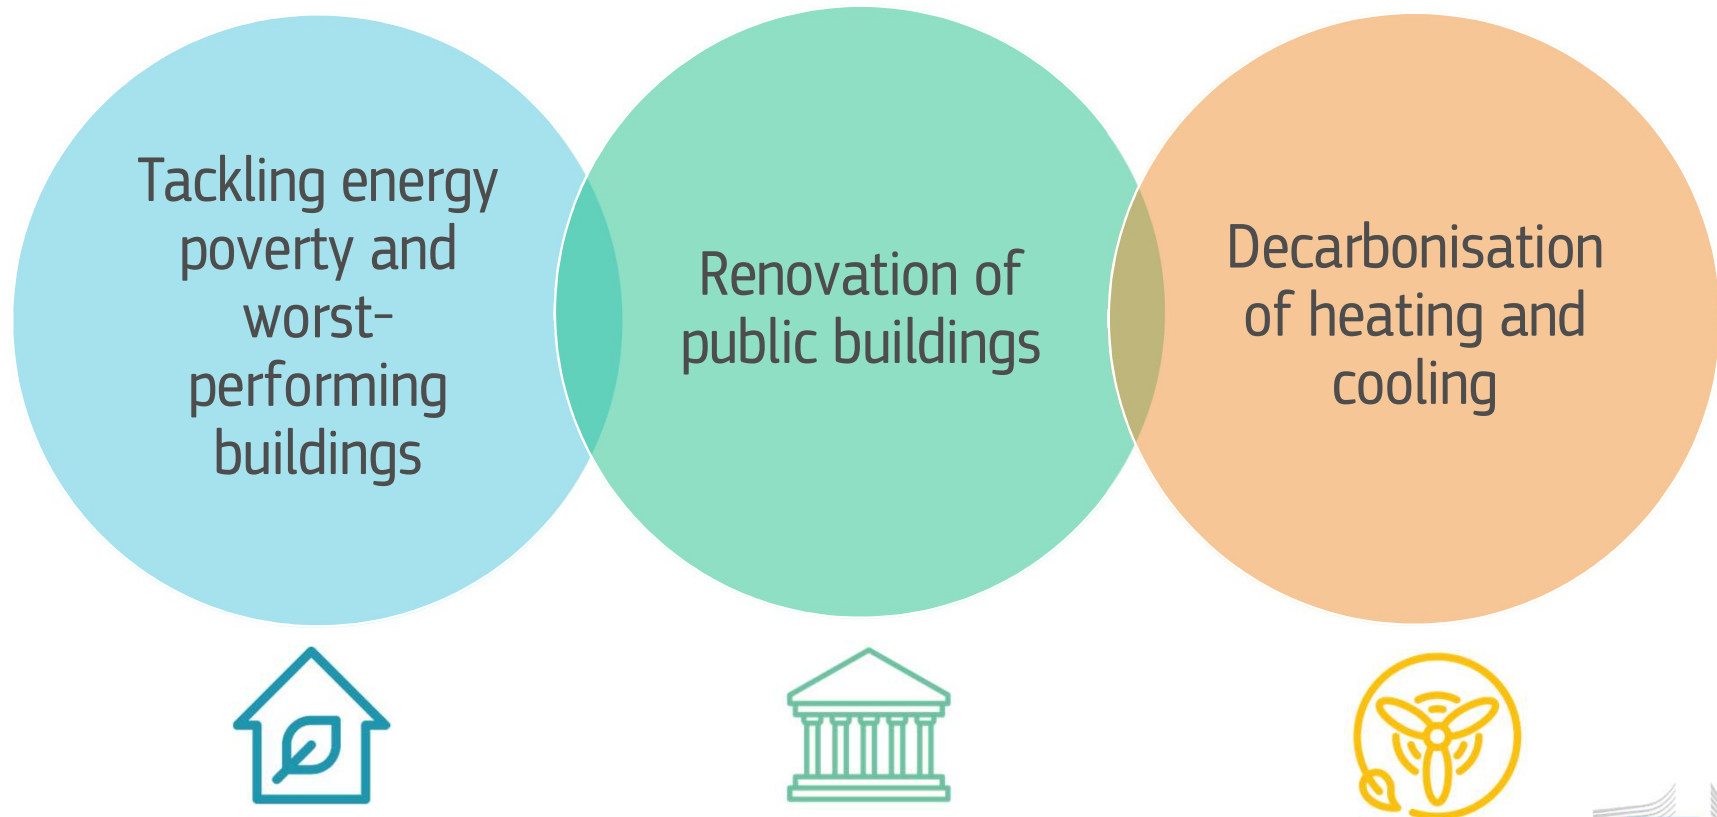 Tackling energy
poverty and
worst-
performing
buildings
Renovation of
public buildings
Decarbonisation
of heating and
cooling